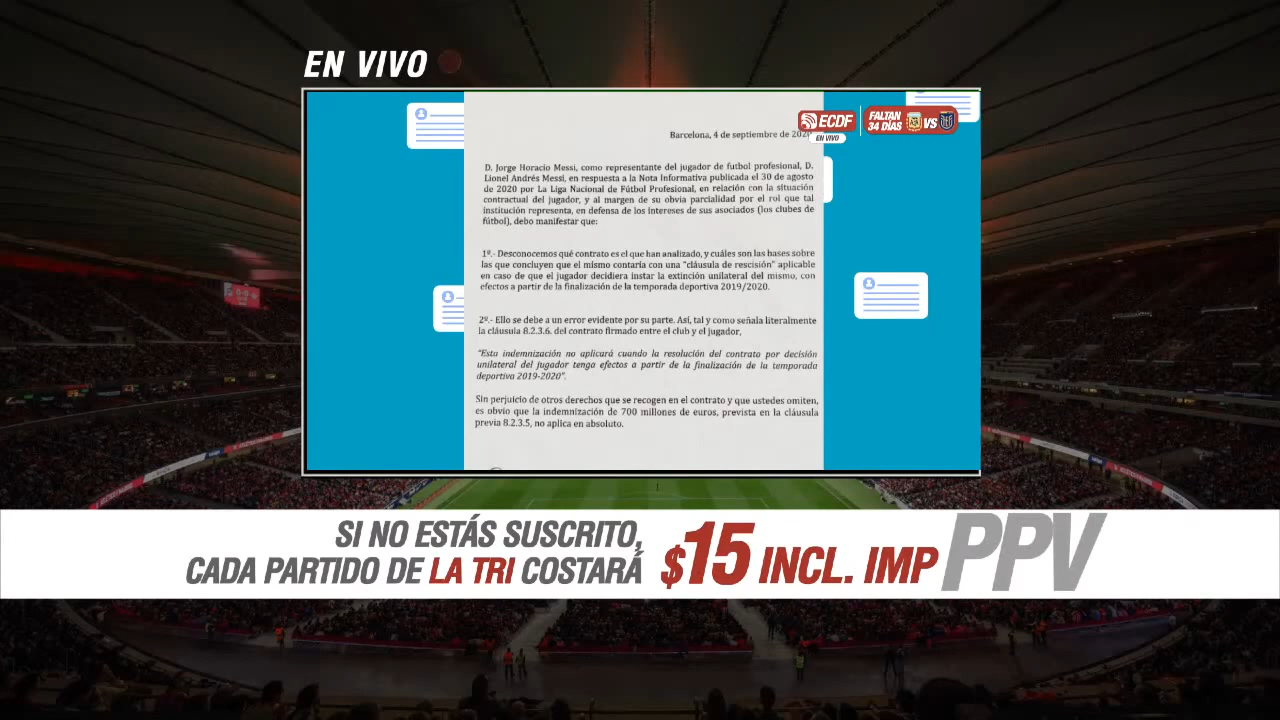 EN VIVO
ECDF
EN VIVO
FALTAN
34 DÍAS
VS
Barcelona, 4 de septiembre de
D. Jorge Horacio Messi, como representante del jugador de futbol profesional, D.
Lionel Andrés Messi, en respuesta a la Nota Informativa publicada el 30 de agosto
de 2020 por La Liga Nacional de Fútbol Profesional, en relación con la situación
contractual del jugador, y al margen de su obvia parcialidad por el rol que tal
institución representa, en defensa de los intereses de sus asociados (los clubes de
fútbol), debo manifestar que:
1º.- Desconocemos qué contrato es el que han analizado, y cuáles son las bases sobre
las que concluyen que el mismo contaría con una "cláusula de rescisión" aplicable
en caso de que el jugador decidiera instar la extinción unilateral del mismo, con
efectos a partir de la finalización de la temporada deportiva 2019/2020.
2º.- Ello se debe a un error evidente por su parte. Así, tal y como señala literalmente
la cláusula 8.2.3.6. del contrato firmado entre el club y el jugador,
"Esta indemnización no aplicará cuando la resolución del contrato por decisión
unilateral del jugador tenga efectos a partir de la finalización de la temporada
deportiva 2019-2020".
Sin perjuicio de otros derechos que se recogen en el contrato y que ustedes omiten,
es obvio que la indemnización de 700 millones de euros, prevista en la cláusula
previa 8.2.3.5, no aplica en absoluto.
SI NO ESTÁS SUSCRITO,
CADA PARTIDO DE LA TRI COSTARÁ
$15 INCL. IMP PPV